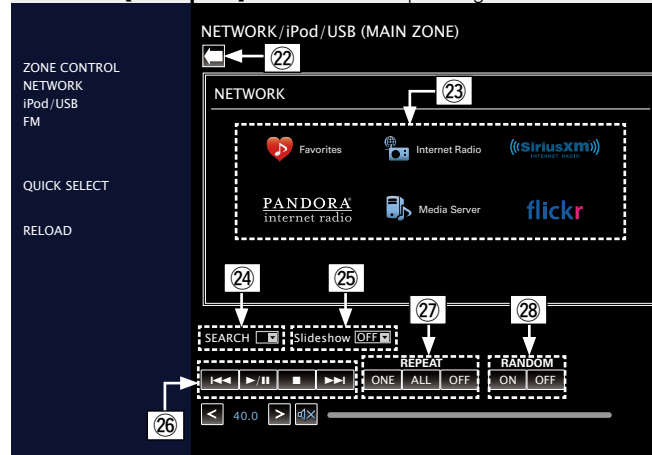 NETWORK/iPod/USB (MAIN ZONE)
22
ZONE CONTROL
NETWORK
iPod/USB
FM
QUICK SELECT
RELOAD
NETWORK
23
Favorites
Internet Radio
((SiriusXM))
INTERNET RADIO
PANDORA
internet radio
Media Server
flickr
24
25
27
28
SEARCH
Slideshow OFF
REPEAT
RANDOM
ONE ALL OFF
ON OFF
26
< 40.0 >